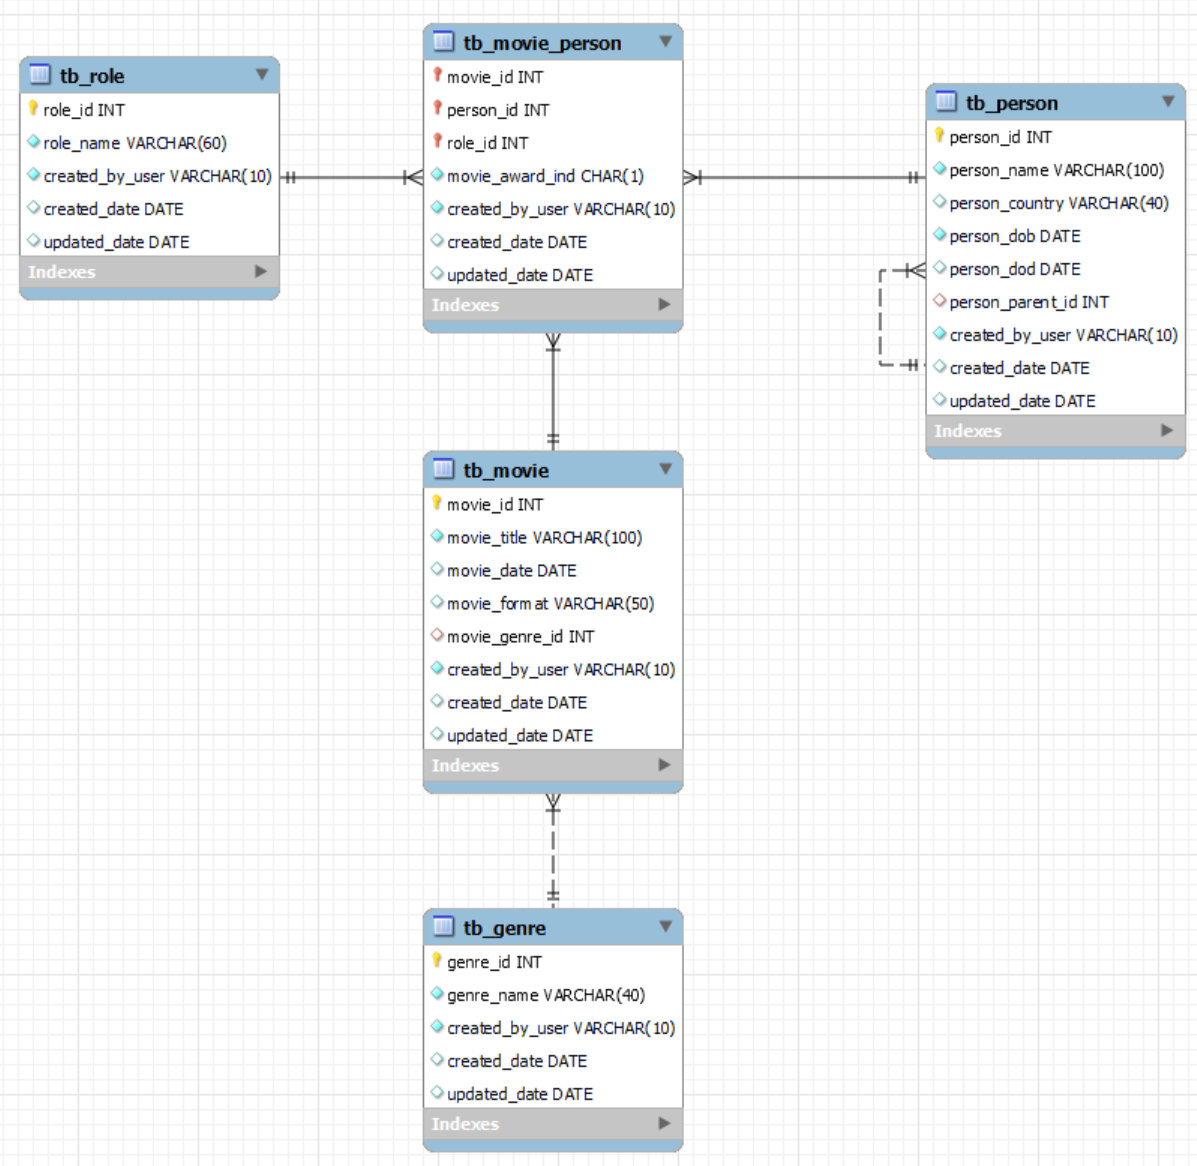 tb_role
role_id INT
role_name VARCHAR(60)
created_by_user VARCHAR(10)
created_date DATE
updated_date DATE
Indexes
tb_movie_person
movie_id INT
person_id INT
role_id INT
movie_award_ind CHAR(1)
created_by_user VARCHAR(10)
created_date DATE
updated_date DATE
Indexes
tb_person
person_id INT
person_name VARCHAR(100)
person_country VARCHAR(40)
person_dob DATE
person_dod DATE
person_parent_id INT
created_by_user VARCHAR(10)
created_date DATE
updated_date DATE
Indexes
tb_movie
movie_id INT
movie_title VARCHAR(100)
movie_date DATE
movie_format VARCHAR(50)
movie_genre_id INT
created_by_user VARCHAR(10)
created_date DATE
updated_date DATE
Indexes
tb_genre
genre_id INT
genre_name VARCHAR(40)
created_by_user VARCHAR(10)
created_date DATE
updated_date DATE
Indexes